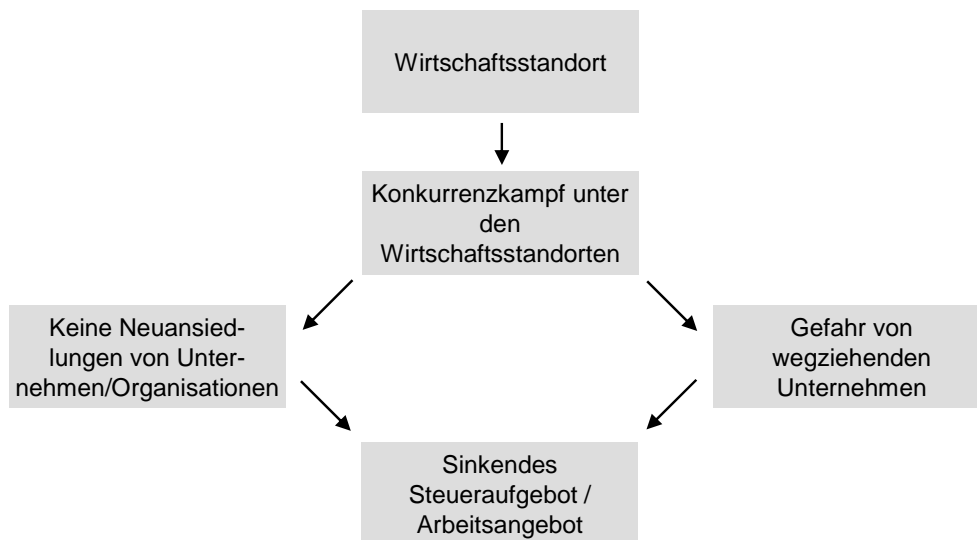 Wirtschaftsstandort
Konkurrenzkampf unter
den
Wirtschaftsstandorten
Keine Neuansied-
lungen von Unter-
nehmen/Organisationen
Gefahr von
wegziehenden
Unternehmen
Sinkendes
Steueraufgebot /
Arbeitsangebot